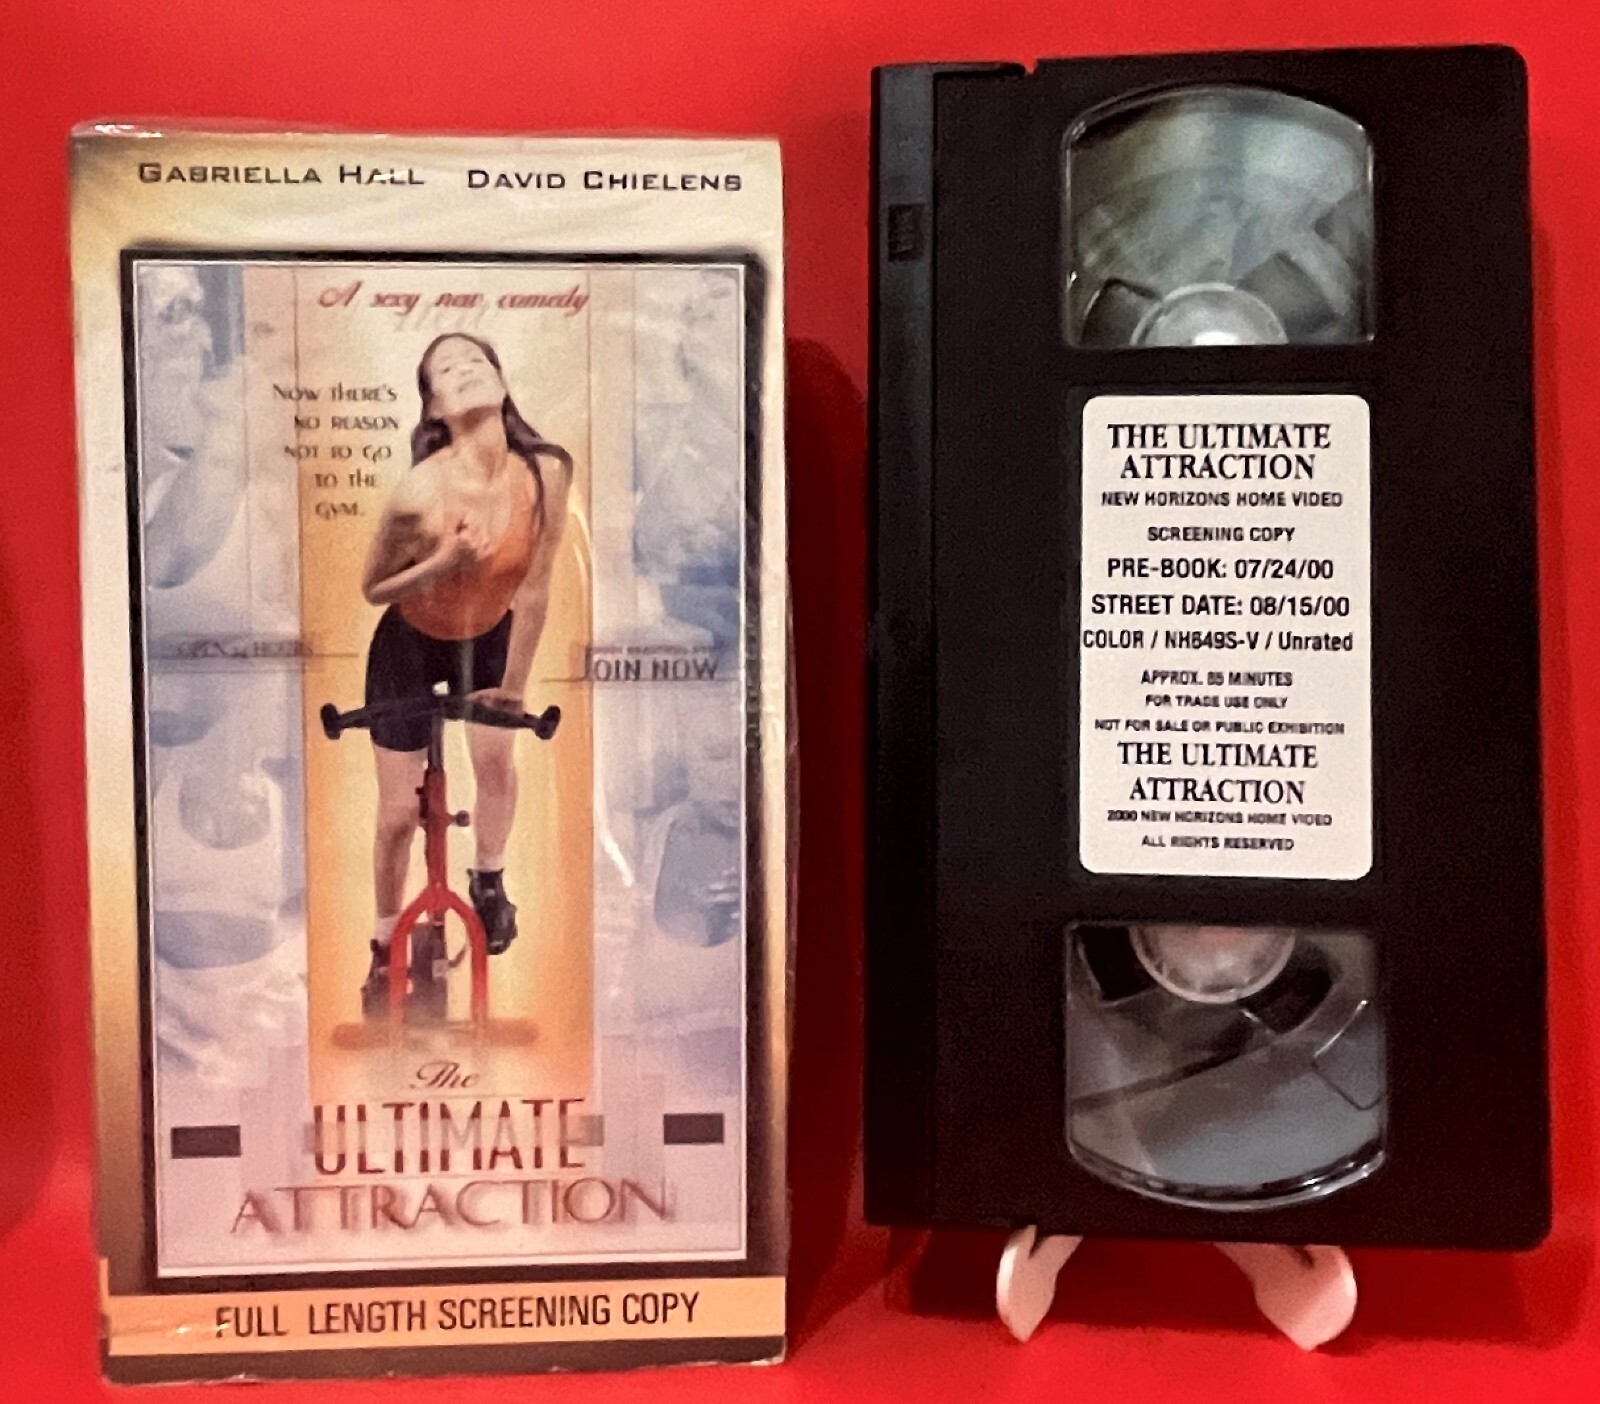 GABRIELLA HALL DAVID CHIELENS
A sexy new comedy
NOW THERE'S
NO REASON
NOT TO GO
TO THE
GYM.
OPEN 24 HOURS
JOIN NOW
The
ULTIMATE
ATTRACTION
FULL LENGTH SCREENING COPY
THE ULTIMATE
ATTRACTION
NEW HORIZONS HOME VIDEO
SCREENING COPY
PRE-BOOK: 07/24/00
STREET DATE: 08/15/00
COLOR / NH649S-V / Unrated
APPROX. 85 MINUTES
FOR TRADE USE ONLY
NOT FOR SALE OR PUBLIC EXHIBITION
THE ULTIMATE
ATTRACTION
2000 NEW HORIZONS HOME VIDEO
ALL RIGHTS RESERVED